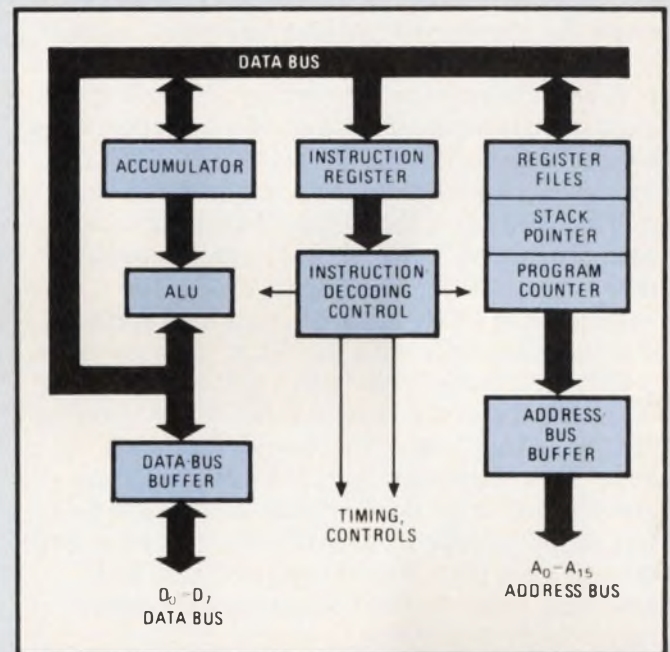 DATA BUS
ACCUMULATOR
INSTRUCTION
REGISTER
REGISTER
FILES
STACK
POINTER
PROGRAM
COUNTER
ALU
INSTRUCTION
DECODING
CONTROL
DATA-BUS
BUFFER
ADDRESS
BUS
BUFFER
TIMING,
CONTROLS
D₀–D₇
DATA BUS
A₀–A₁₅
ADDRESS BUS